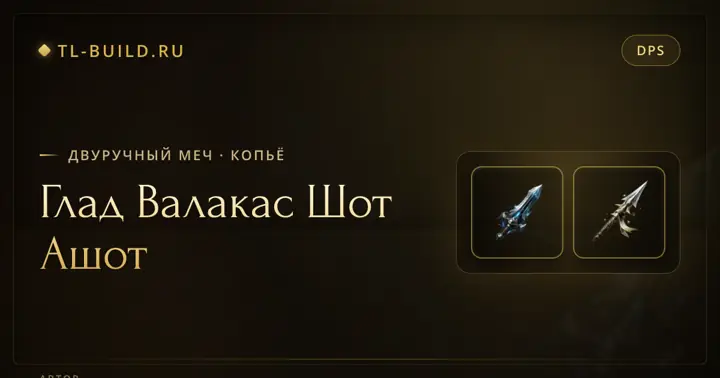 TL-BUILD.RU
DPS
ДВУРУЧНЫЙ МЕЧ · КОПЬЁ
Глад Валакас Шот
Ашот